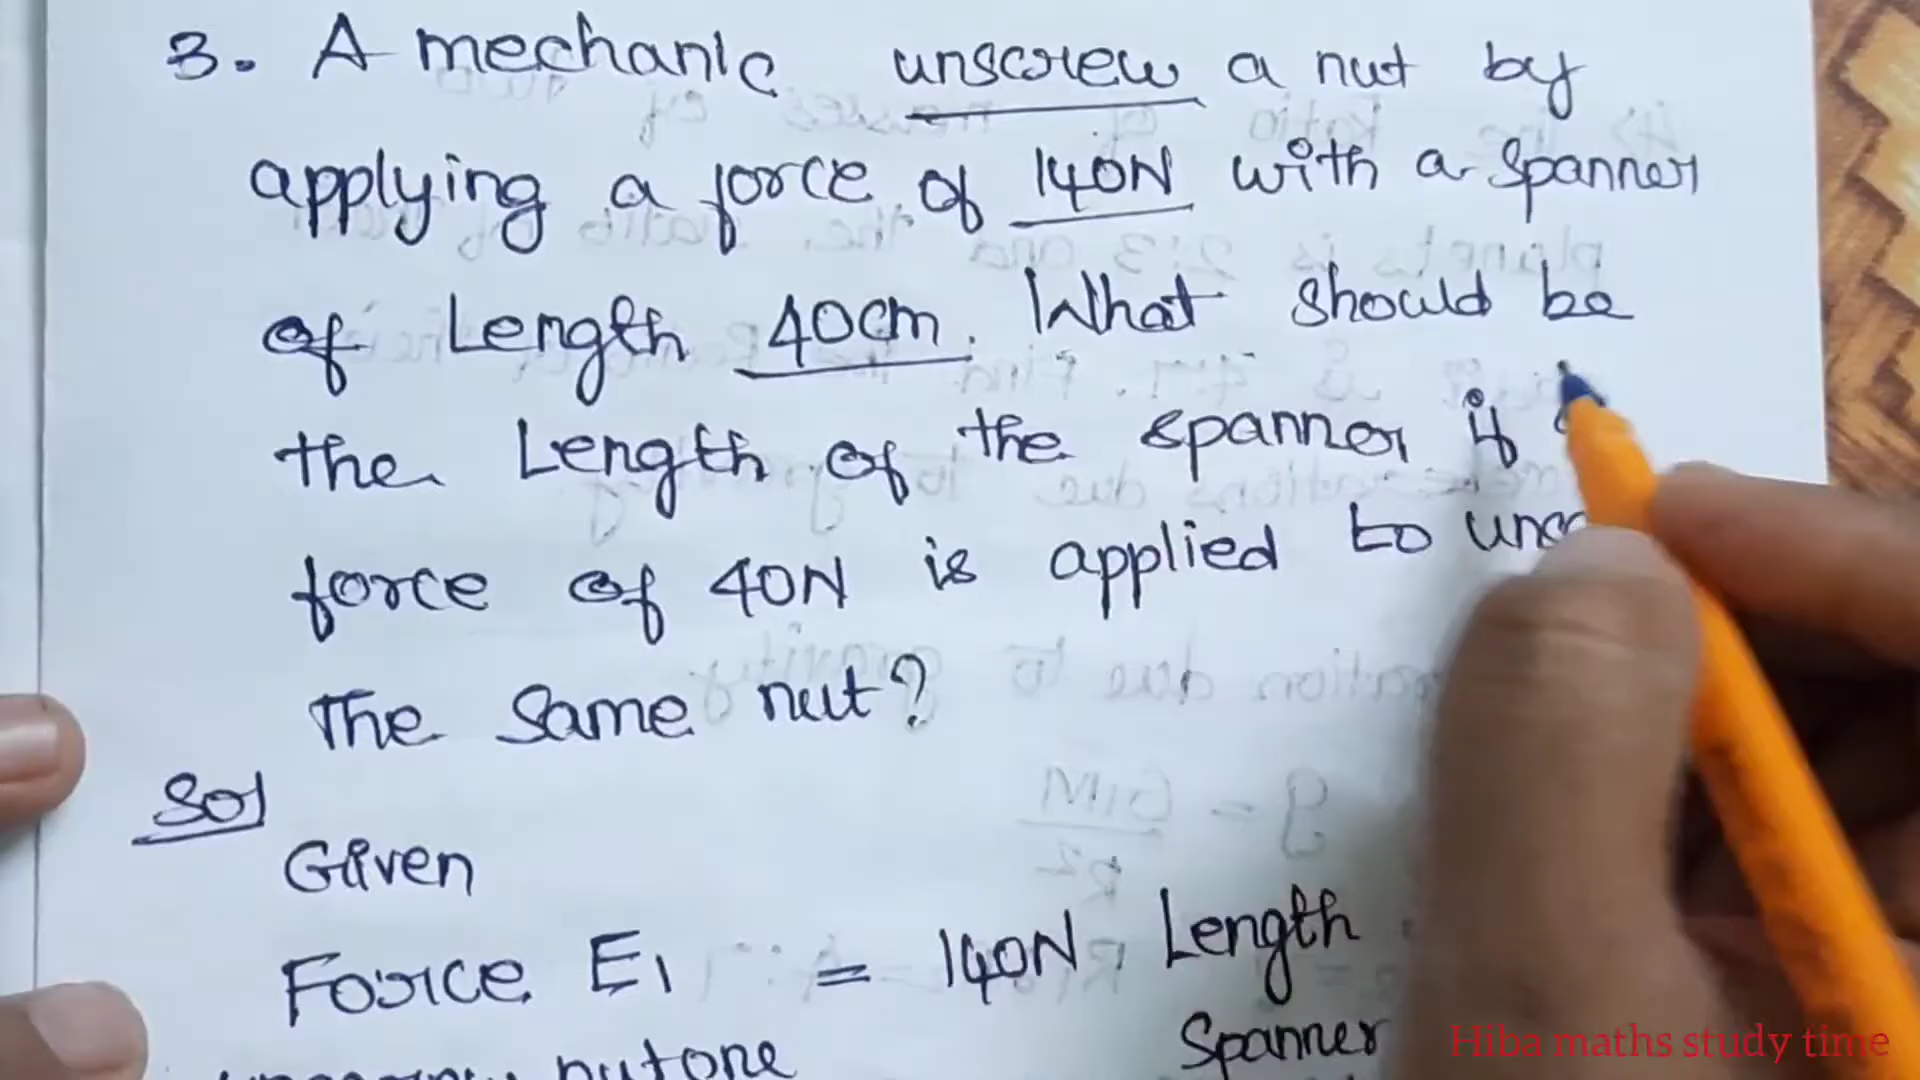 3. A mechanic unscrew a nut by
applying a force of 140N with a spanner
of Length 40cm. What should be
the Length of the spanner if
force of 40N is applied to
the same nut?
Sol
Given
Force F1 = 140N, Length
Spanner
Hiba maths study time